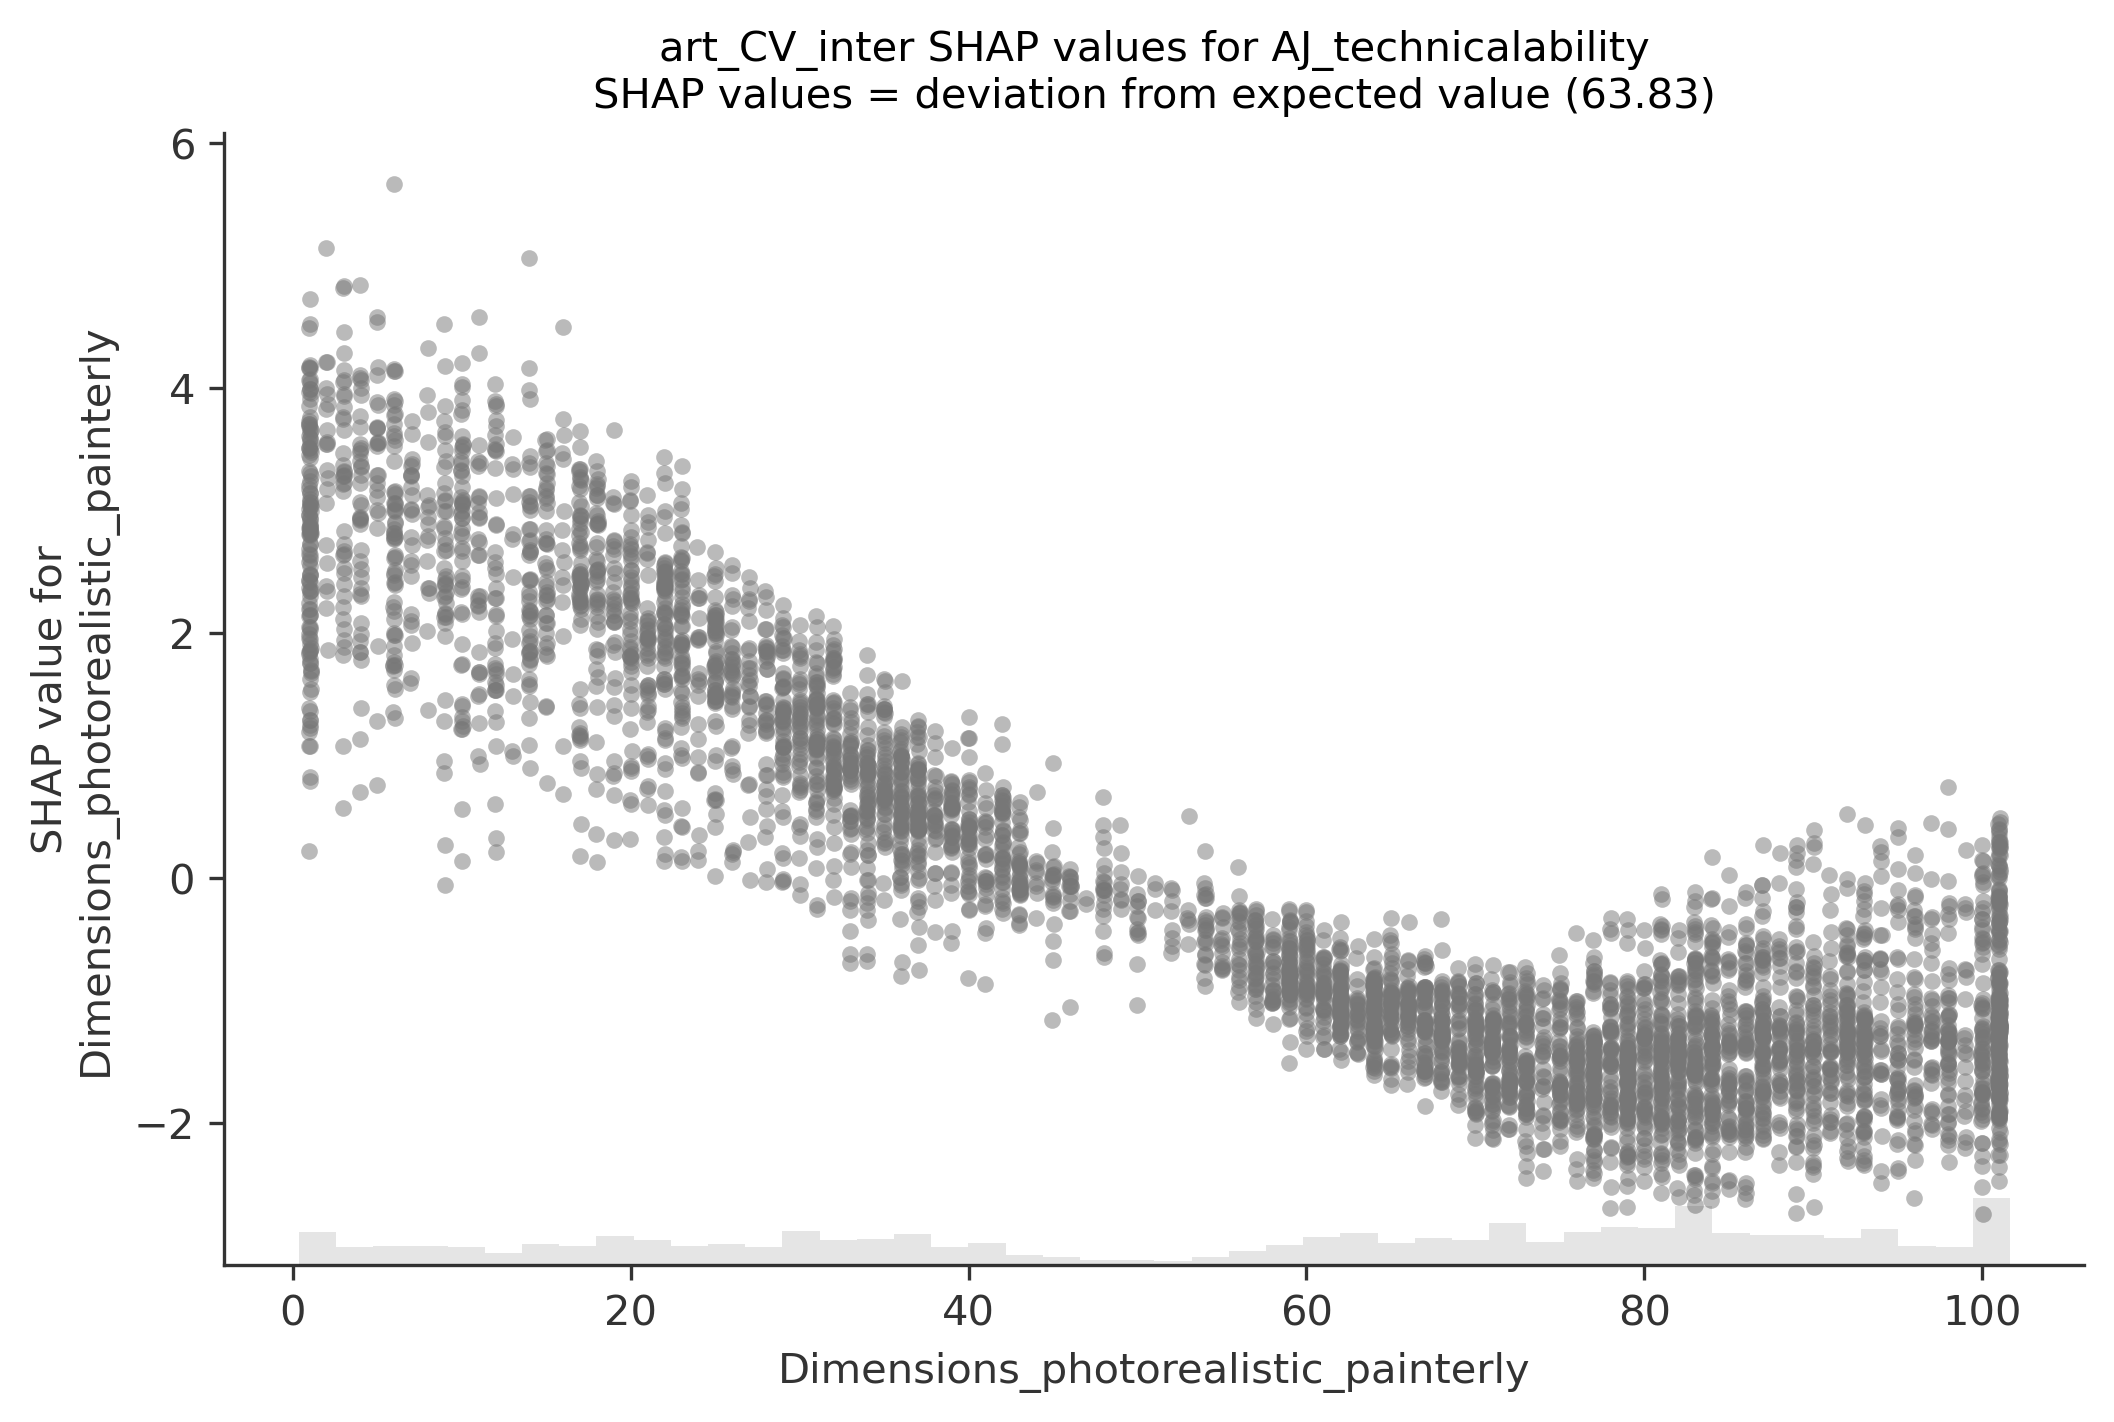 art_CV_inter SHAP values for AJ_technicalability
SHAP values = deviation from expected value (63.83)
SHAP value for
Dimensions_photorealistic_painterly
6
4
2
0
−2
0
20
40
60
80
100
Dimensions_photorealistic_painterly